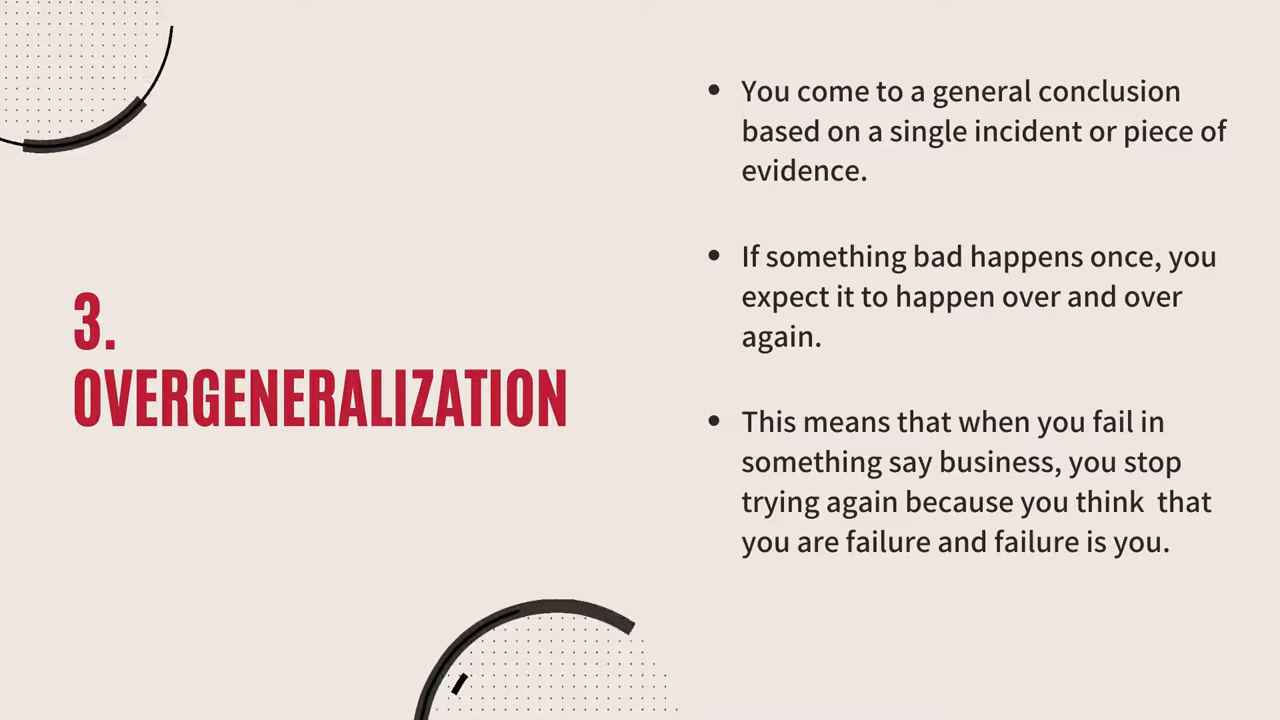 3.
OVERGENERALIZATION
• You come to a general conclusion
based on a single incident or piece of
evidence.
• If something bad happens once, you
expect it to happen over and over
again.
• This means that when you fail in
something say business, you stop
trying again because you think  that
you are failure and failure is you.